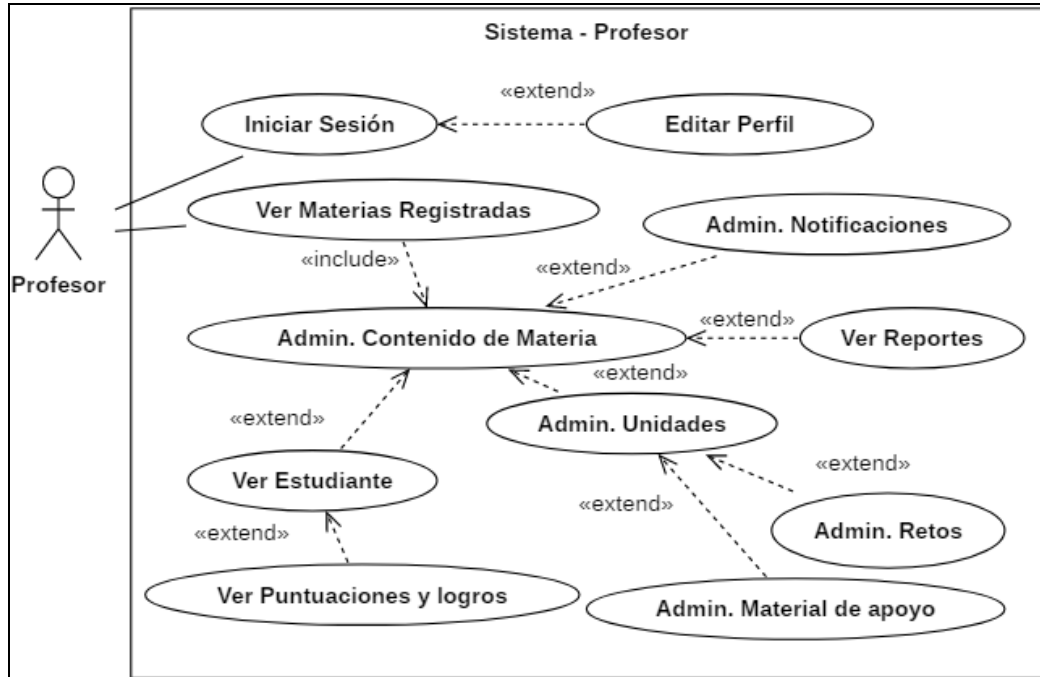 Sistema - Profesor
«extend»
Iniciar Sesión
Editar Perfil
Ver Materias Registradas
Admin. Notificaciones
«include»
«extend»
Profesor
«extend»
Admin. Contenido de Materia
Ver Reportes
«extend»
«extend»
Admin. Unidades
«extend»
Ver Estudiante
«extend»
«extend»
Admin. Retos
Ver Puntuaciones y logros
Admin. Material de apoyo